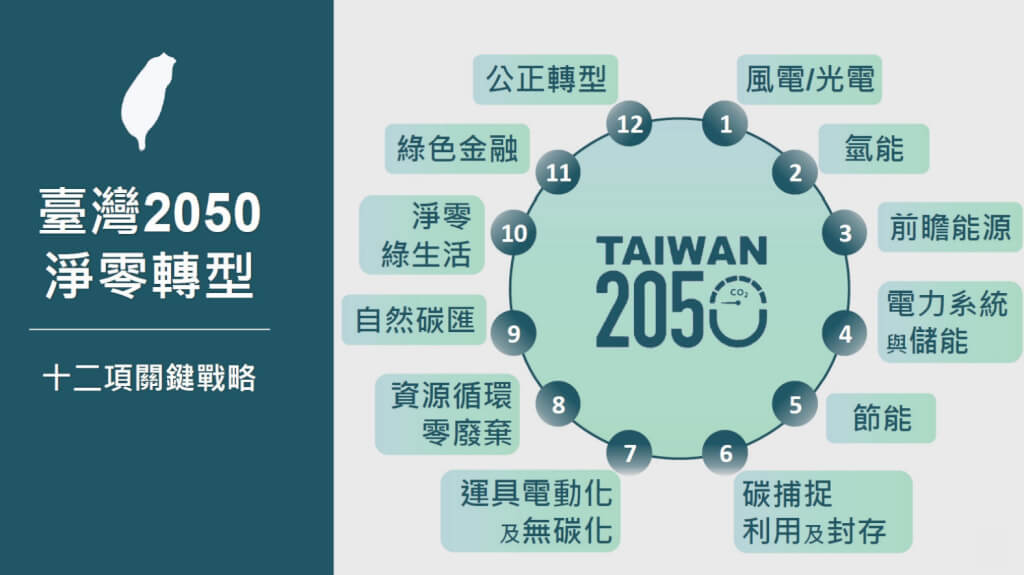 臺灣2050
淨零轉型
十二項關鍵戰略
TAIWAN
2050
CO2
1
風電/光電
2
氫能
3
前瞻能源
4
電力系統
與儲能
5
節能
6
碳捕捉
利用及封存
7
運具電動化
及無碳化
8
資源循環
零廢棄
9
自然碳匯
10
淨零
綠生活
11
綠色金融
12
公正轉型